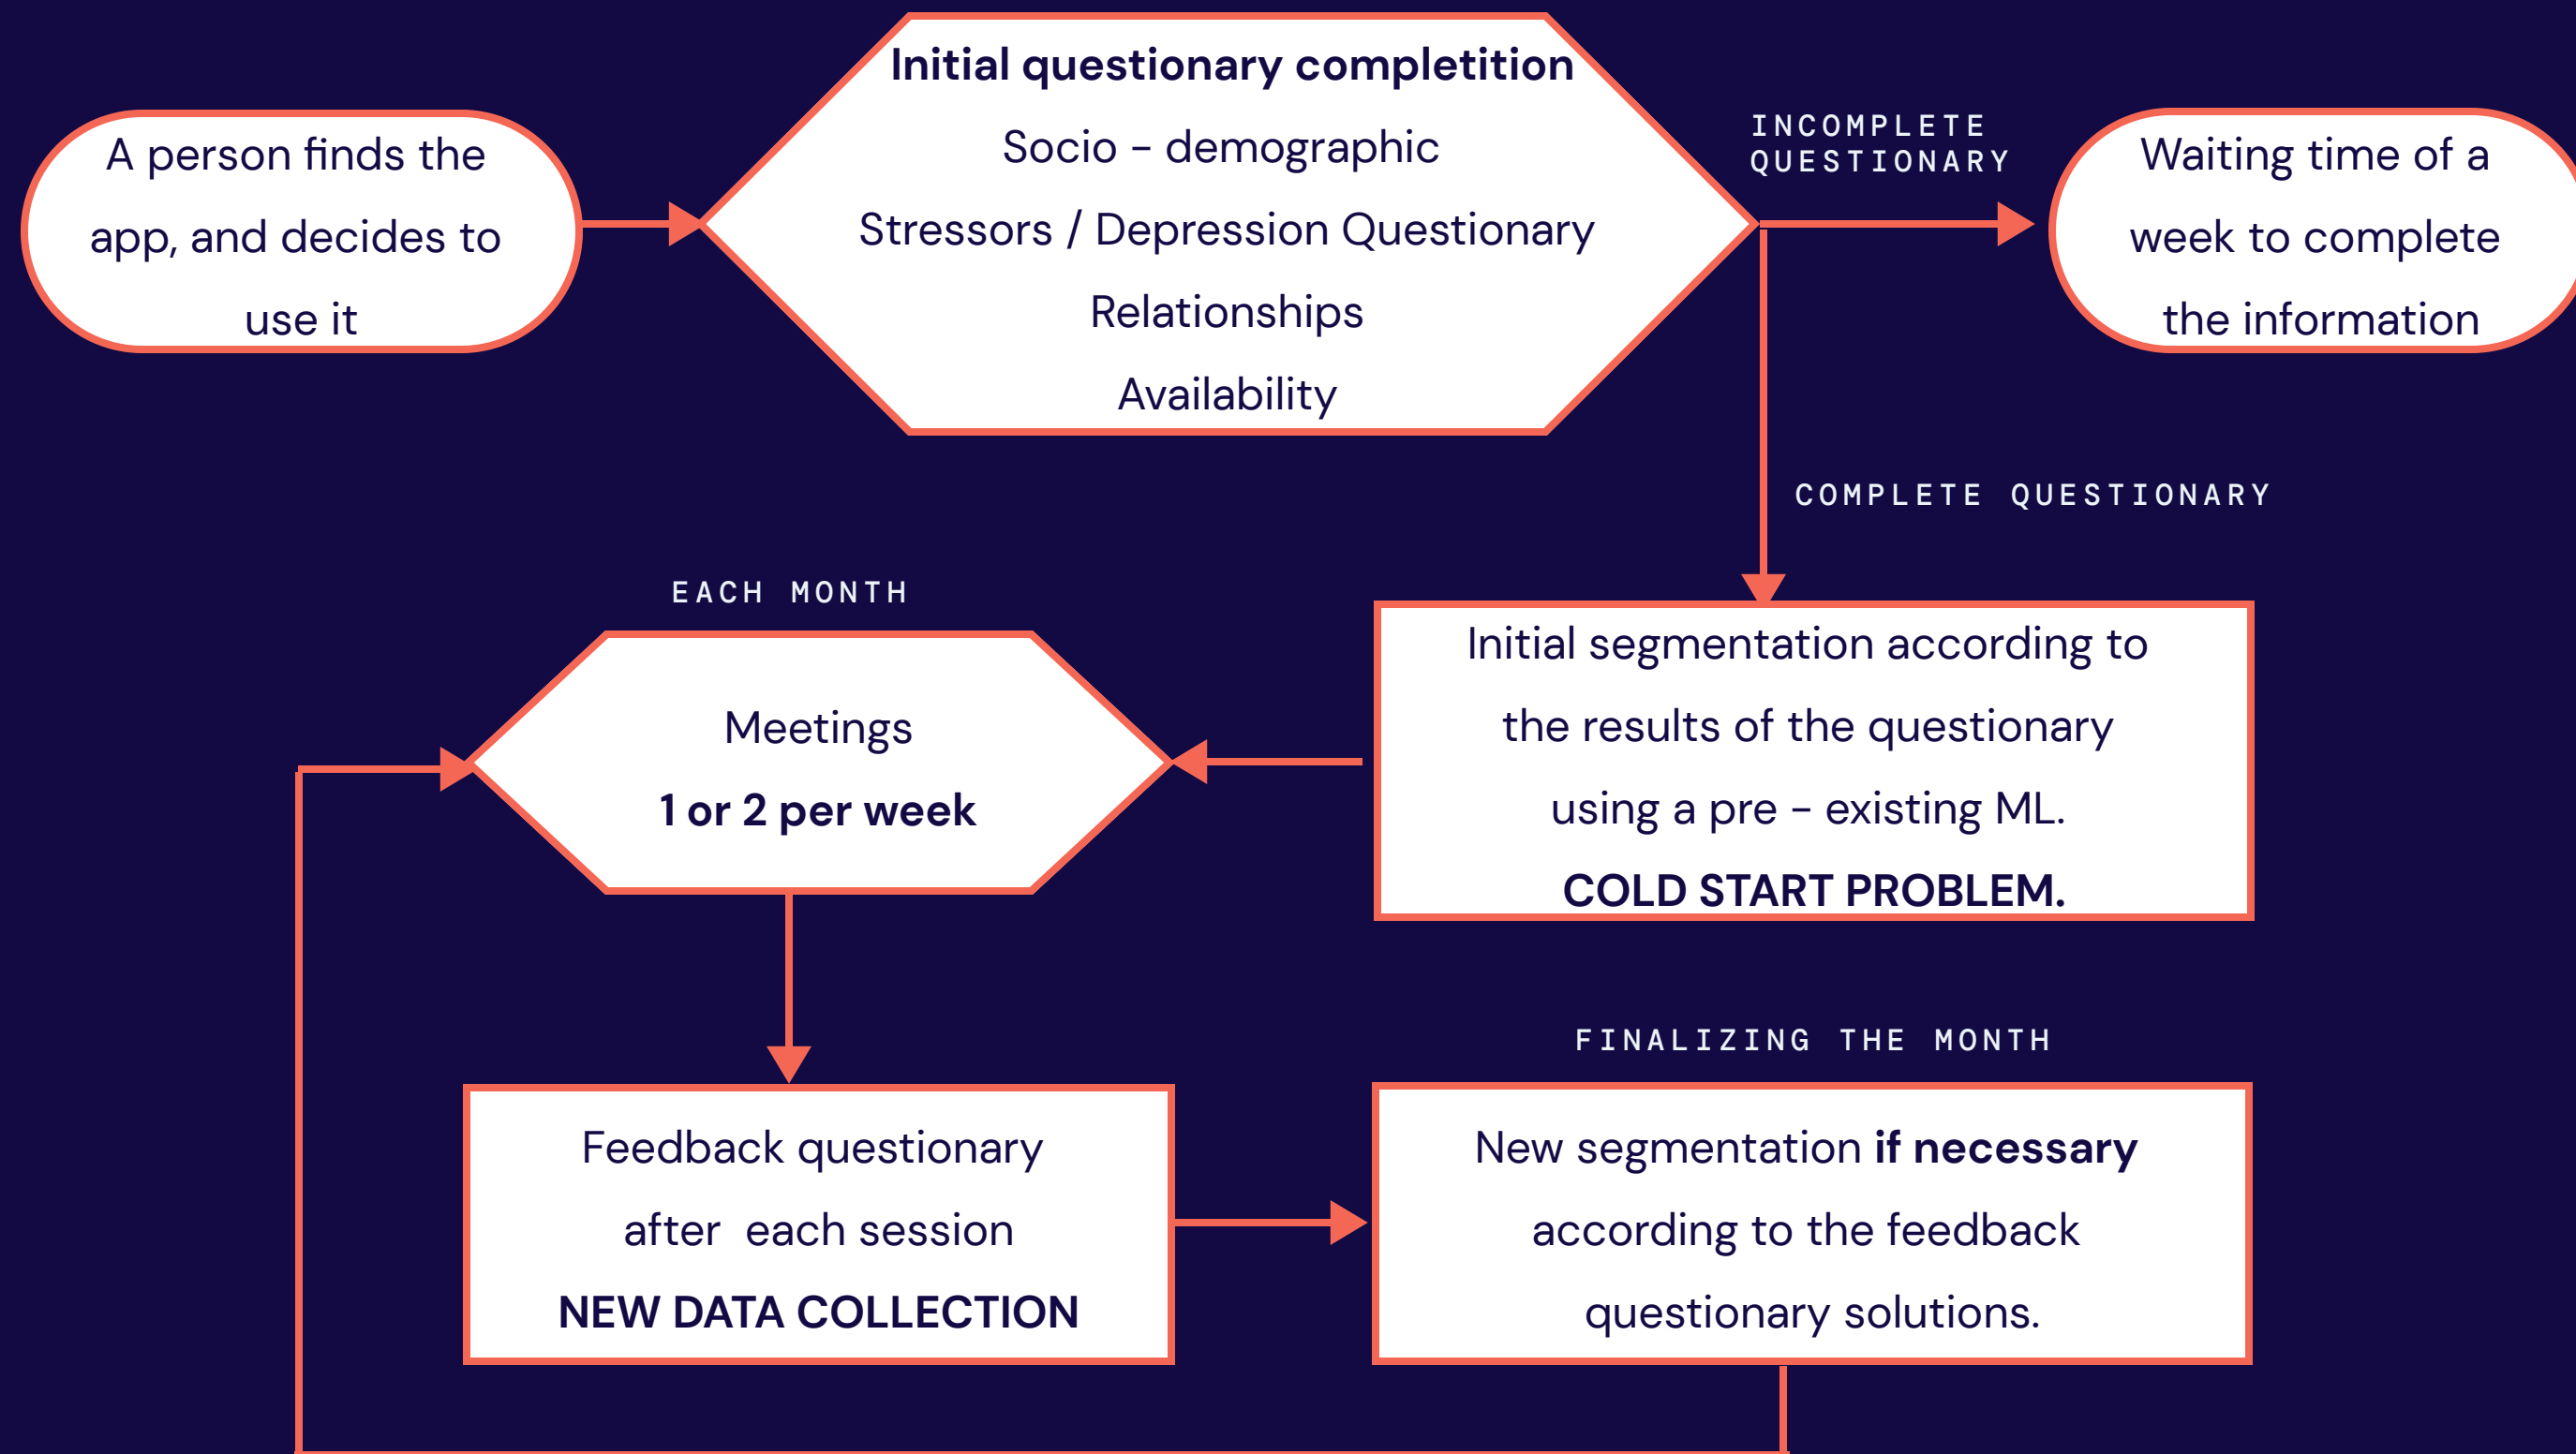 A person finds the
app, and decides to
use it
Initial questionary completition
Socio - demographic
Stressors / Depression Questionary
Relationships
Availability
INCOMPLETE
QUESTIONARY
Waiting time of a
week to complete
the information
COMPLETE QUESTIONARY
Initial segmentation according to
the results of the questionary
using a pre - existing ML.
COLD START PROBLEM.
EACH MONTH
Meetings
1 or 2 per week
Feedback questionary
after each session
NEW DATA COLLECTION
FINALIZING THE MONTH
New segmentation if necessary
according to the feedback
questionary solutions.